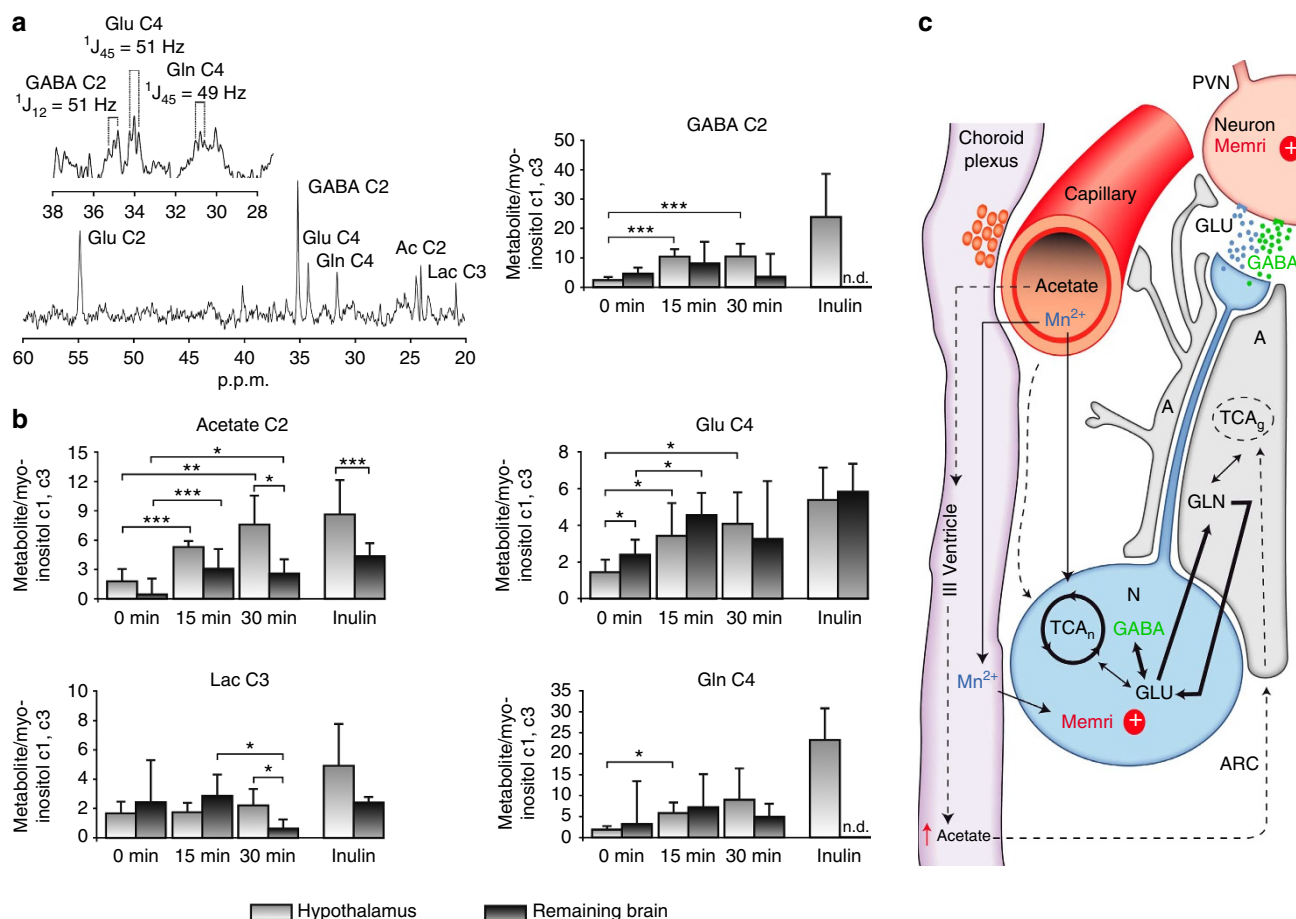 a
Glu C4
¹J₄₅ = 51 Hz
GABA C2
¹J₁₂ = 51 Hz
Gln C4
¹J₄₅ = 49 Hz
38 36 34 32 30 28
Glu C2
GABA C2
Glu C4
Gln C4
Ac C2
Lac C3
60 55 50 45 40 35 30 25 20
p.p.m.
GABA C2
Metabolite/myo-
inositol c1, c3
50
40
30
20
10
0
***
***
n.d.
0 min 15 min 30 min Inulin
b
Acetate C2
Metabolite/myo-
inositol c1, c3
15
12
9
6
3
0
*
**
***
***
*
***
0 min 15 min 30 min Inulin
Glu C4
Metabolite/myo-
inositol c1, c3
8
6
4
2
0
*
*
*
*
0 min 15 min 30 min Inulin
Lac C3
Metabolite/myo-
inositol c1, c3
10
8
6
4
2
0
*
*
0 min 15 min 30 min Inulin
Gln C4
Metabolite/myo-
inositol c1, c3
35
30
25
20
15
10
5
0
*
n.d.
0 min 15 min 30 min Inulin
Hypothalamus
Remaining brain
c
Choroid
plexus
Capillary
Acetate
Mn²⁺
PVN
Neuron
Memri +
GLU
GABA
A
A
TCAg
GLN
III Ventricle
N
TCAn
GABA
GLU
Mn²⁺
Memri +
ARC
Acetate